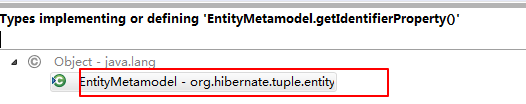 Types implementing or defining 'EntityMetamodel.getIdentifierProperty()'
Object - java.lang
EntityMetamodel - org.hibernate.tuple.entity